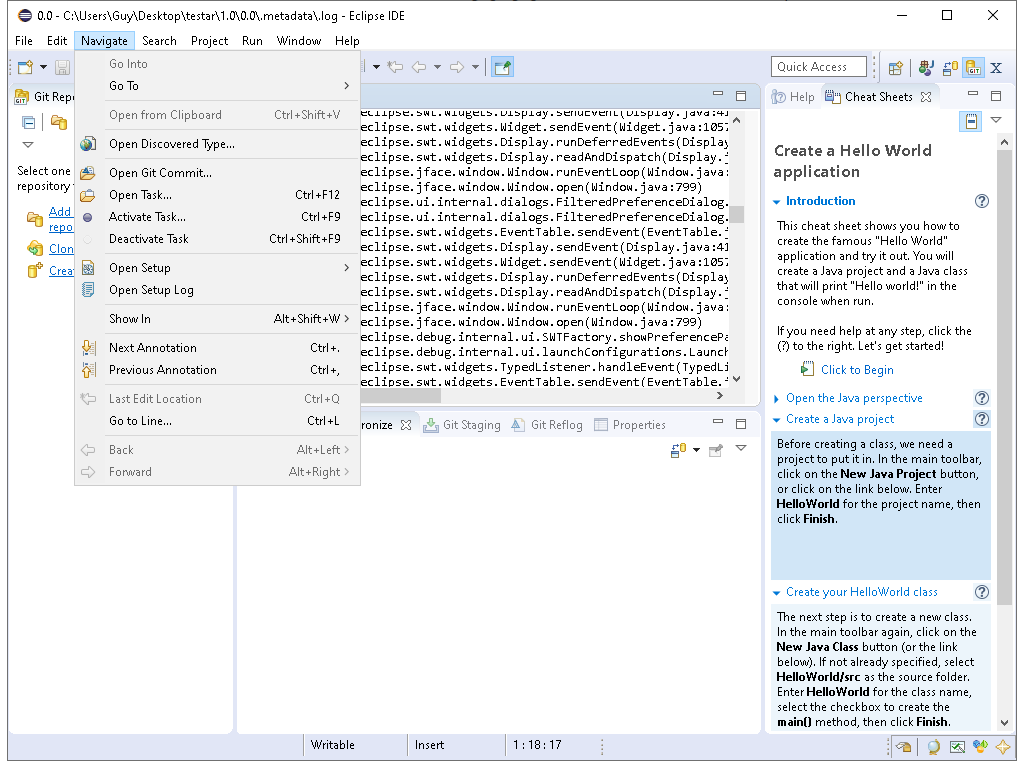 0.0 - C:\Users\Guy\Desktop\testar\1.0\0.0\.metadata\.log - Eclipse IDE
File Edit Navigate Search Project Run Window Help
Quick Access
Go Into
Go To
Open from Clipboard Ctrl+Shift+V
Open Discovered Type...
Open Git Commit...
Open Task... Ctrl+F12
Activate Task... Ctrl+F9
Deactivate Task Ctrl+Shift+F9
Open Setup
Open Setup Log
Show In Alt+Shift+W
Next Annotation Ctrl+.
Previous Annotation Ctrl+,
Last Edit Location Ctrl+Q
Go to Line... Ctrl+L
Back Alt+Left
Forward Alt+Right
Git Repo
Select one
repository
Add
repo
Clon
Crea
eclipse.swt.widgets.Display.sendEvent(Display.java:41
eclipse.swt.widgets.Widget.sendEvent(Widget.java:1057
eclipse.swt.widgets.Display.runDeferredEvents(Display
eclipse.swt.widgets.Display.readAndDispatch(Display.j
eclipse.jface.window.Window.runEventLoop(Window.java:
eclipse.jface.window.Window.open(Window.java:799)
eclipse.ui.internal.dialogs.FilteredPreferenceDialog.
eclipse.ui.internal.dialogs.FilteredPreferenceDialog.
eclipse.swt.widgets.EventTable.sendEvent(EventTable.j
eclipse.swt.widgets.Display.sendEvent(Display.java:41
eclipse.swt.widgets.Widget.sendEvent(Widget.java:1057
eclipse.swt.widgets.Display.runDeferredEvents(Display
eclipse.swt.widgets.Display.readAndDispatch(Display.j
eclipse.jface.window.Window.runEventLoop(Window.java:
eclipse.jface.window.Window.open(Window.java:799)
eclipse.debug.internal.ui.SWTFactory.showPreferencePa
eclipse.debug.internal.ui.launchConfigurations.Launch
eclipse.swt.widgets.TypedListener.handleEvent(TypedLi
eclipse.swt.widgets.EventTable.sendEvent(EventTable.j
ronize Git Staging Git Reflog Properties
Help Cheat Sheets
Create a Hello World
application
Introduction
This cheat sheet shows you how to
create the famous "Hello World"
application and try it out. You will
create a Java project and a Java class
that will print "Hello world!" in the
console when run.
If you need help at any step, click the
(?) to the right. Let's get started!
Click to Begin
Open the Java perspective
Create a Java project
Before creating a class, we need a
project to put it in. In the main toolbar,
click on the New Java Project button,
or click on the link below. Enter
HelloWorld for the project name, then
click Finish.
Create your HelloWorld class
The next step is to create a new class.
In the main toolbar again, click on the
New Java Class button (or the link
below). If not already specified, select
HelloWorld/src as the source folder.
Enter HelloWorld for the class name,
select the checkbox to create the
main() method, then click Finish.
Writable Insert 1 : 18 : 17